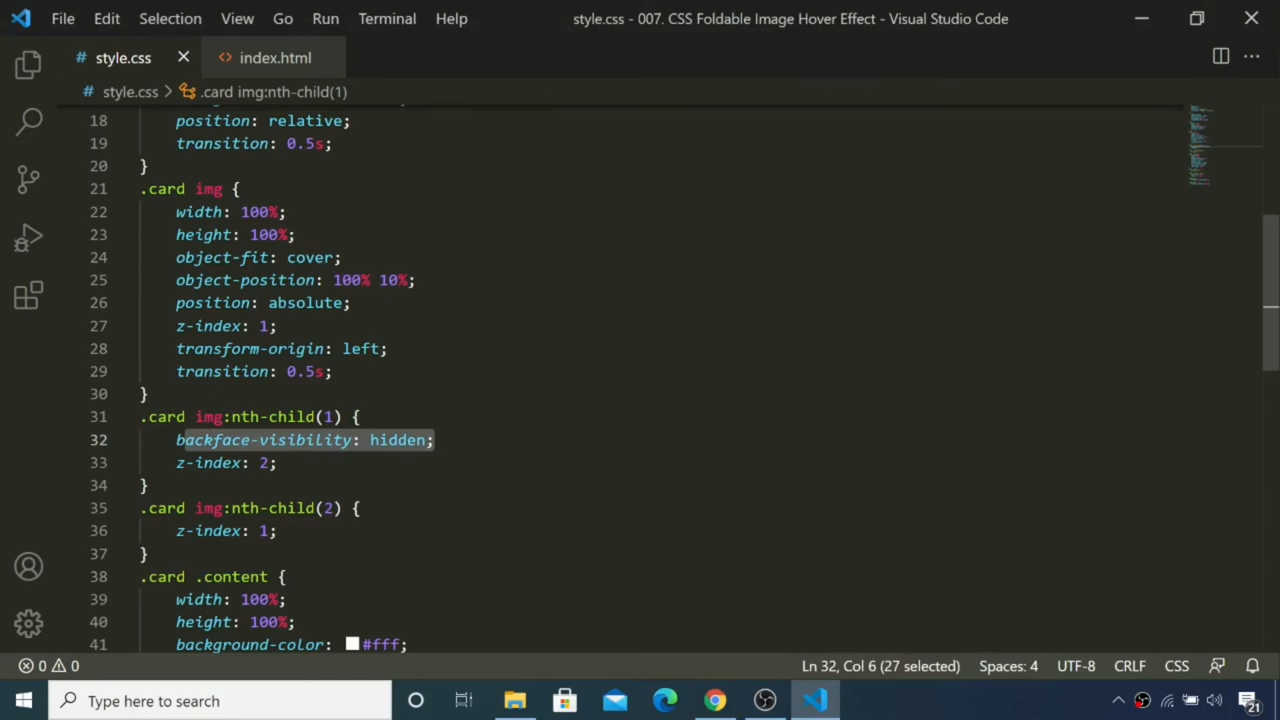 File Edit Selection View Go Run Terminal Help style.css - 007. CSS Foldable Image Hover Effect - Visual Studio Code
# style.css <> index.html
# style.css > .card img:nth-child(1)
18 position: relative;
19 transition: 0.5s;
20 }
21 .card img {
22 width: 100%;
23 height: 100%;
24 object-fit: cover;
25 object-position: 100% 10%;
26 position: absolute;
27 z-index: 1;
28 transform-origin: left;
29 transition: 0.5s;
30 }
31 .card img:nth-child(1) {
32 backface-visibility: hidden;
33 z-index: 2;
34 }
35 .card img:nth-child(2) {
36 z-index: 1;
37 }
38 .card .content {
39 width: 100%;
40 height: 100%;
41 background-color: #fff;
0 0 Ln 32, Col 6 (27 selected) Spaces: 4 UTF-8 CRLF CSS
Type here to search 21